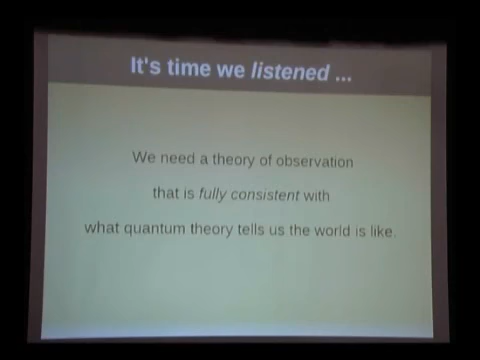 It's time we listened ...
We need a theory of observation
that is fully consistent with
what quantum theory tells us the world is like.